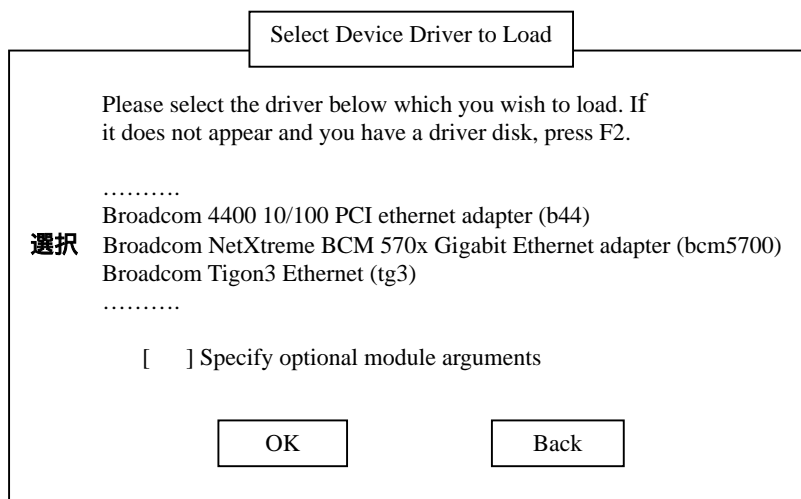 Select Device Driver to Load
Please select the driver below which you wish to load. If
it does not appear and you have a driver disk, press F2.
……….
Broadcom 4400 10/100 PCI ethernet adapter (b44)
選択 Broadcom NetXtreme BCM 570x Gigabit Ethernet adapter (bcm5700)
Broadcom Tigon3 Ethernet (tg3)
……….
[ ] Specify optional module arguments
OK Back